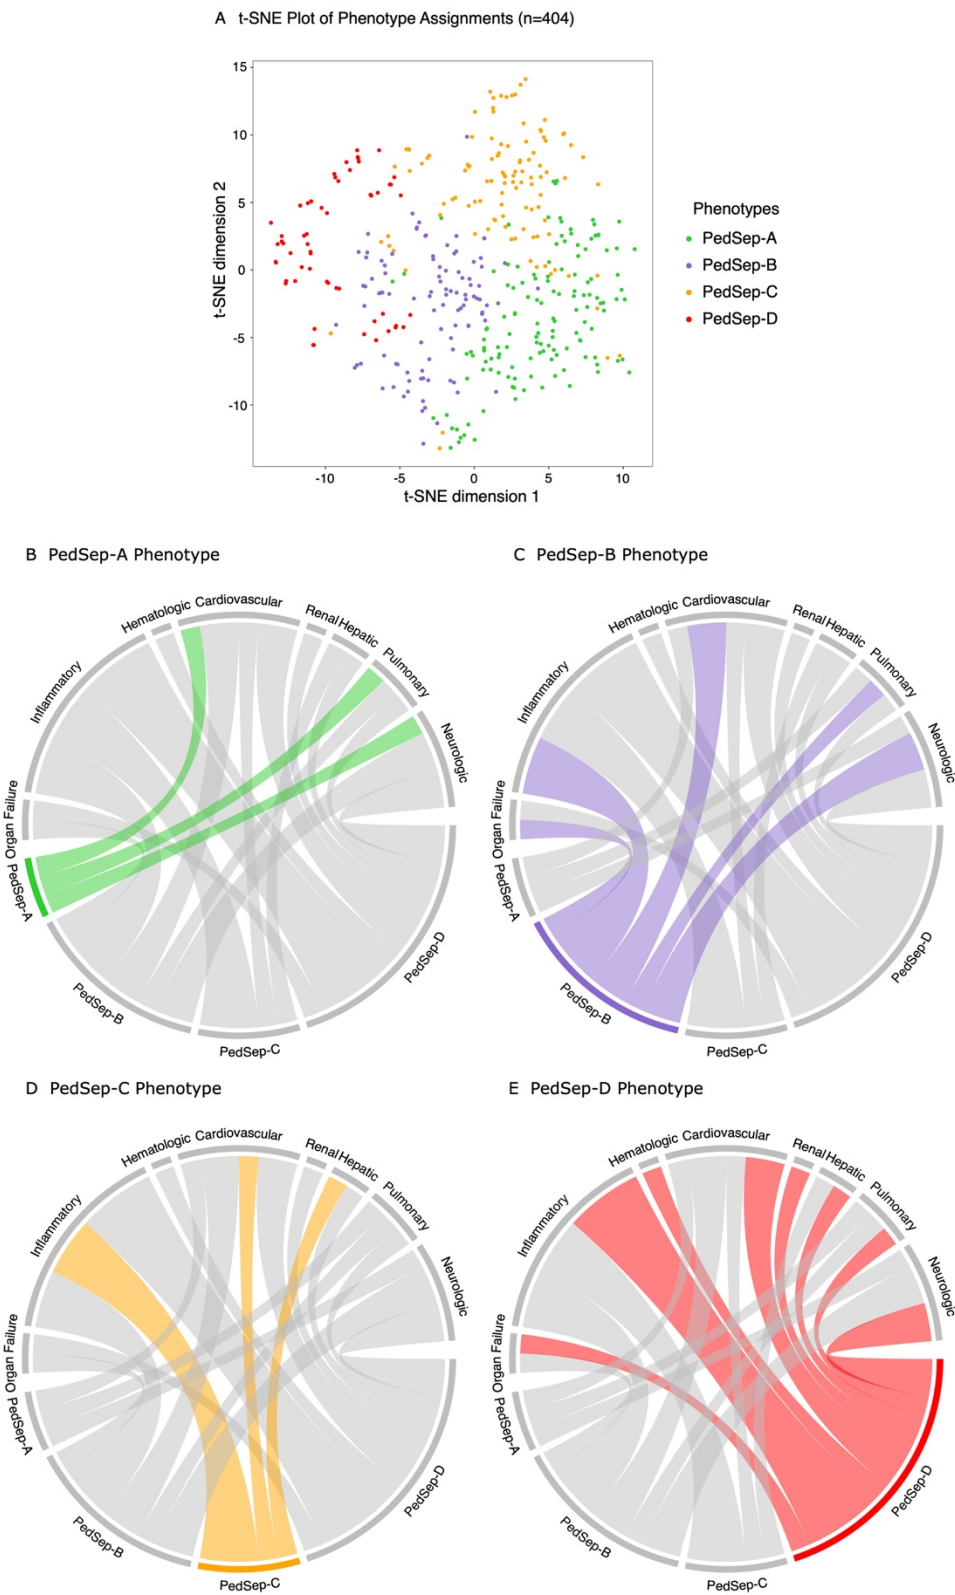 A t-SNE Plot of Phenotype Assignments (n=404)
15
10
5
0
-5
-10
t-SNE dimension 2
-10 -5 0 5 10
t-SNE dimension 1
Phenotypes
PedSep-A
PedSep-B
PedSep-C
PedSep-D
B PedSep-A Phenotype
Organ Failure
Inflammatory
Hematologic
Cardiovascular
Renal
Hepatic
Pulmonary
Neurologic
PedSep-D
PedSep-C
PedSep-B
PedSep-A
C PedSep-B Phenotype
Organ Failure
Inflammatory
Hematologic
Cardiovascular
Renal
Hepatic
Pulmonary
Neurologic
PedSep-D
PedSep-C
PedSep-B
PedSep-A
D PedSep-C Phenotype
Organ Failure
Inflammatory
Hematologic
Cardiovascular
Renal
Hepatic
Pulmonary
Neurologic
PedSep-D
PedSep-C
PedSep-B
PedSep-A
E PedSep-D Phenotype
Organ Failure
Inflammatory
Hematologic
Cardiovascular
Renal
Hepatic
Pulmonary
Neurologic
PedSep-D
PedSep-C
PedSep-B
PedSep-A